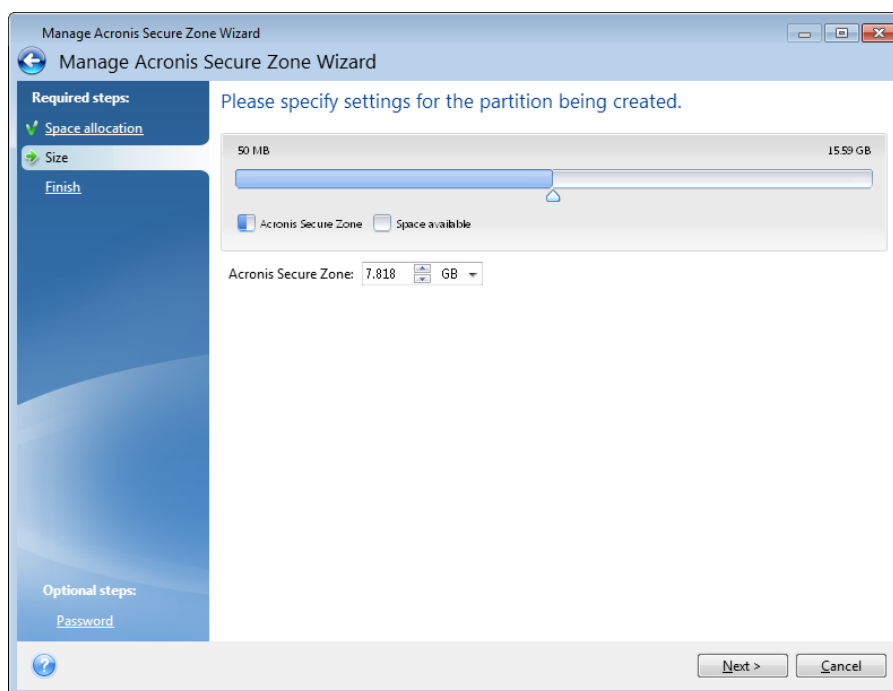 Manage Acronis Secure Zone Wizard
Manage Acronis Secure Zone Wizard
Required steps:
Space allocation
Size
Finish
Please specify settings for the partition being created.
50 MB 15.59 GB
Acronis Secure Zone Space available
Acronis Secure Zone: 7.818 GB
Optional steps:
Password
? Next > Cancel